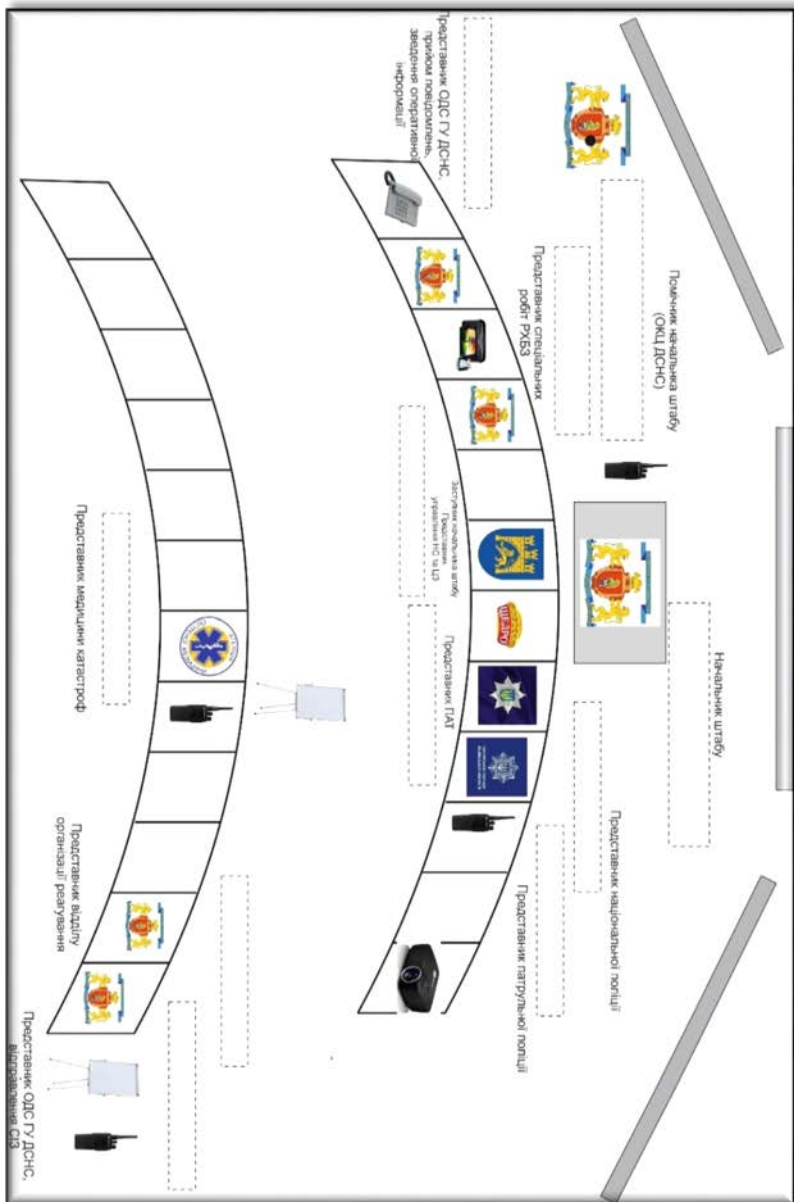 Начальник штабу
Помічник начальнка штабу
(ОКЦ ДСНС)
Представник спеціальних
робіт РХБЗ
Представник ОДС ГУ ДСНС,
прийом повідомлень,
зведення оперативної
інформації
Представник національної поліції
Представник патрульної поліції
Заступник начальника штабу
Представник
управління НС та ЦЗ
Представник ПАТ
ЩЕДРО
Представник медицини катастроф
Представник відділу
організації реагування
Представник ОДС ГУ ДСНС,
відправлення СІЗ